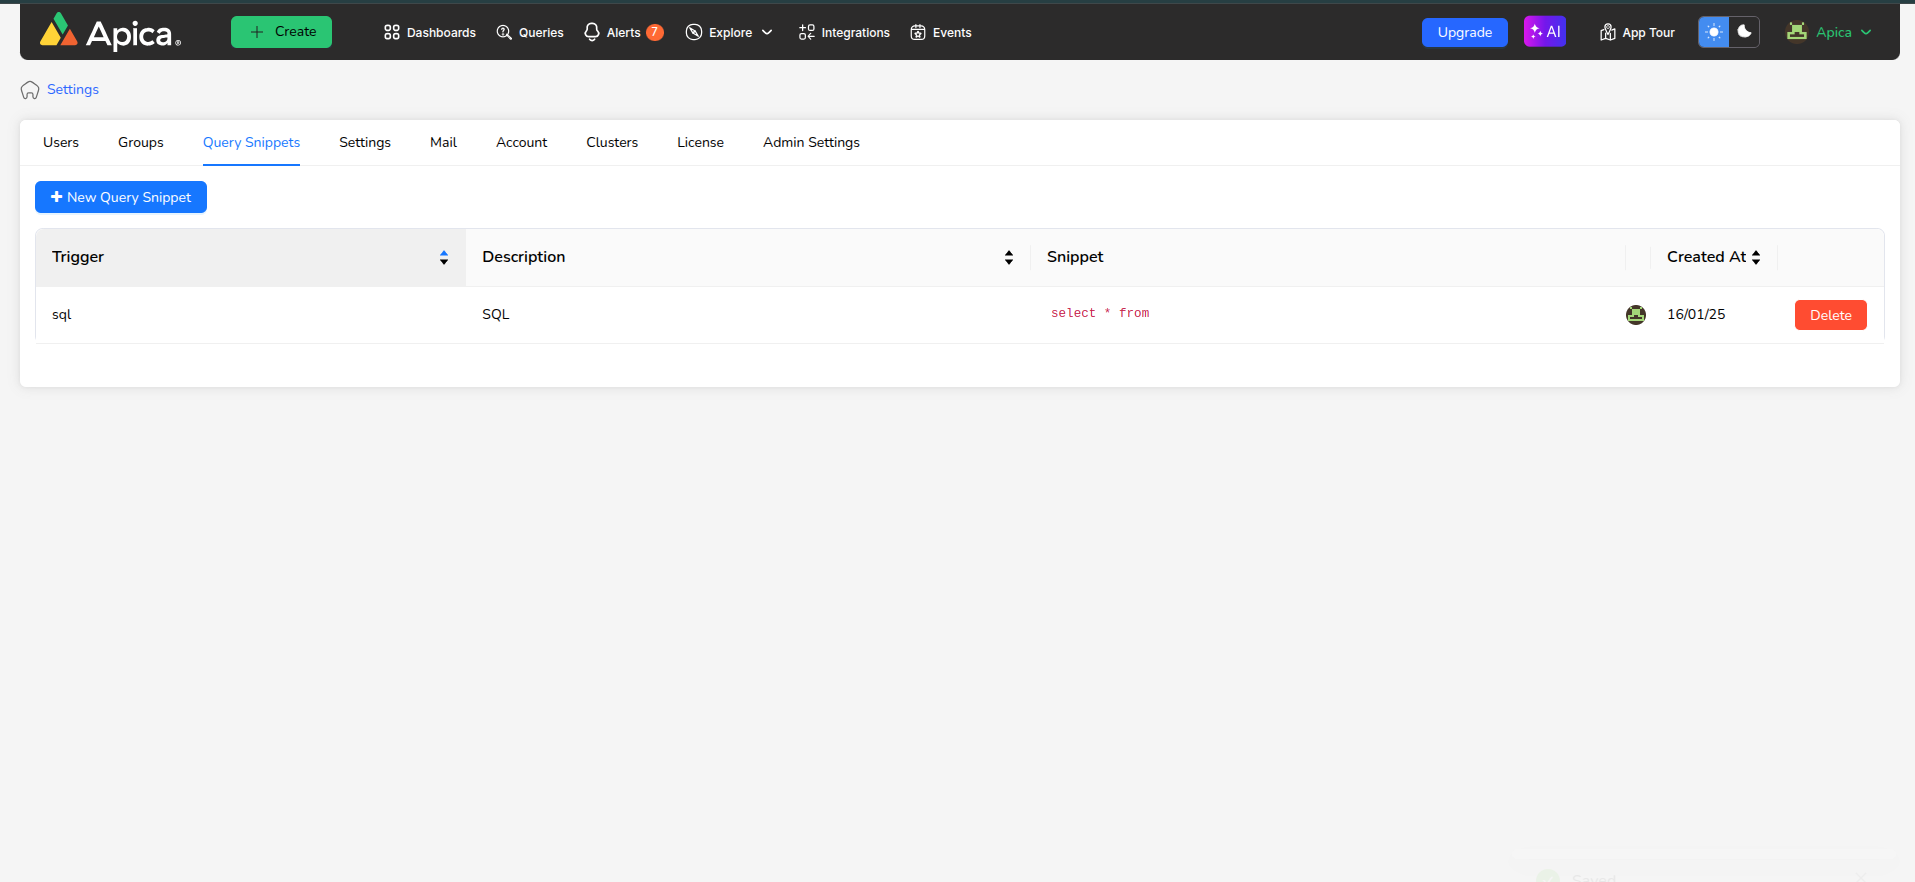 Apica®
Create
Dashboards
Queries
Alerts 7
Explore
Integrations
Events
Upgrade
AI
App Tour
Apica
Settings
Users Groups Query Snippets Settings Mail Account Clusters License Admin Settings
New Query Snippet
Trigger Description Snippet Created At
sql SQL select * from 16/01/25 Delete
Saved